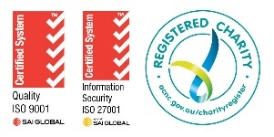 Certified System
Quality
ISO 9001
SAI GLOBAL
Certified System
Information
Security
ISO 27001
SAI GLOBAL
REGISTERED CHARITY
acnc.gov.au/charityregister